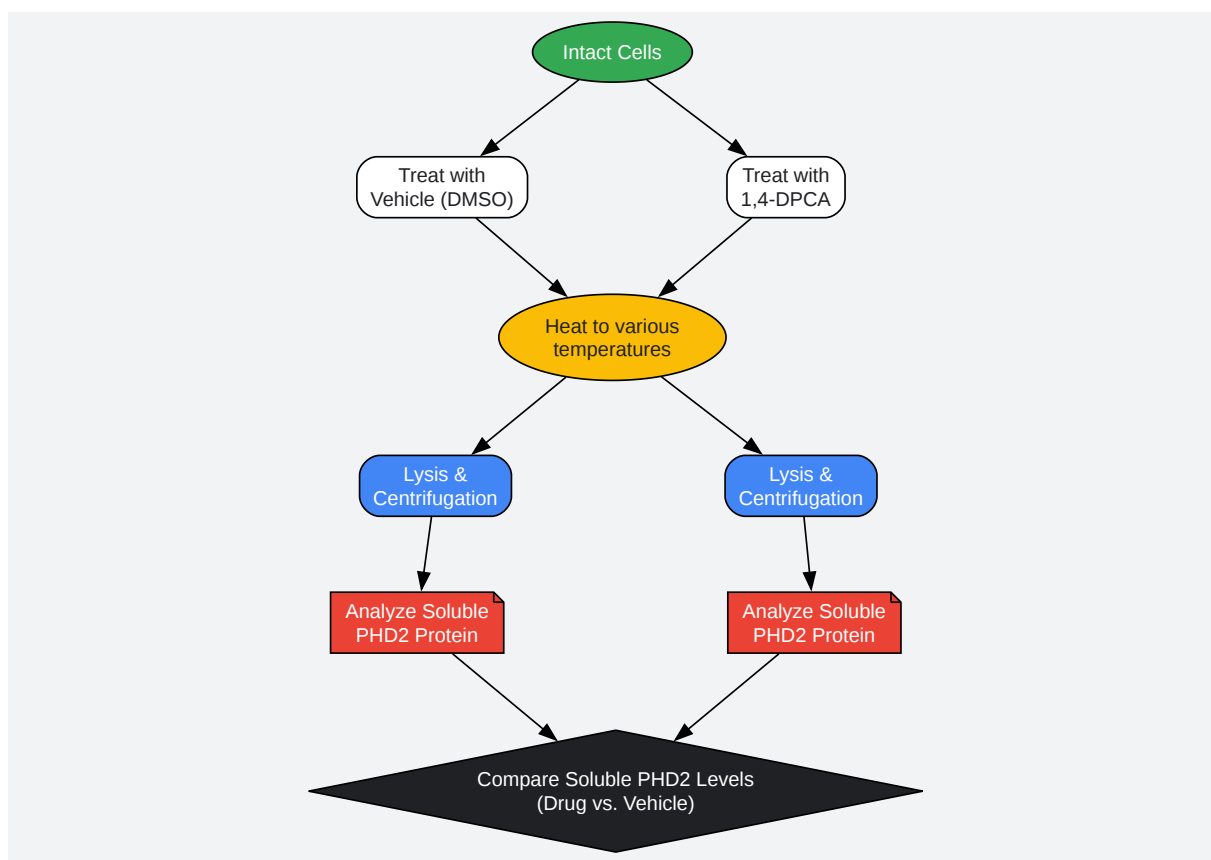 Intact Cells
Treat with
Vehicle (DMSO)
Treat with
1,4-DPCA
Heat to various
temperatures
Lysis &
Centrifugation
Lysis &
Centrifugation
Analyze Soluble
PHD2 Protein
Analyze Soluble
PHD2 Protein
Compare Soluble PHD2 Levels
(Drug vs. Vehicle)